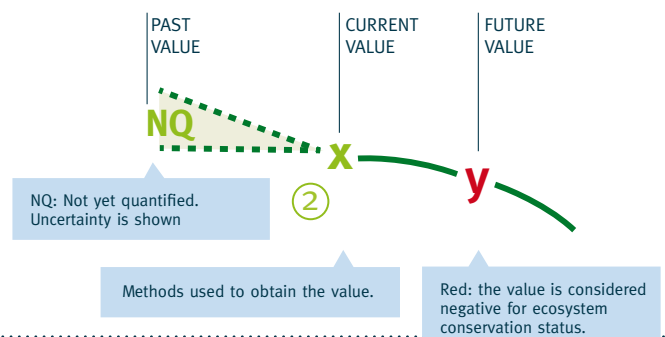 PAST
VALUE
CURRENT
VALUE
FUTURE
VALUE
NQ
x
y
2
NQ: Not yet quantified.
Uncertainty is shown
Methods used to obtain the value.
Red: the value is considered
negative for ecosystem
conservation status.